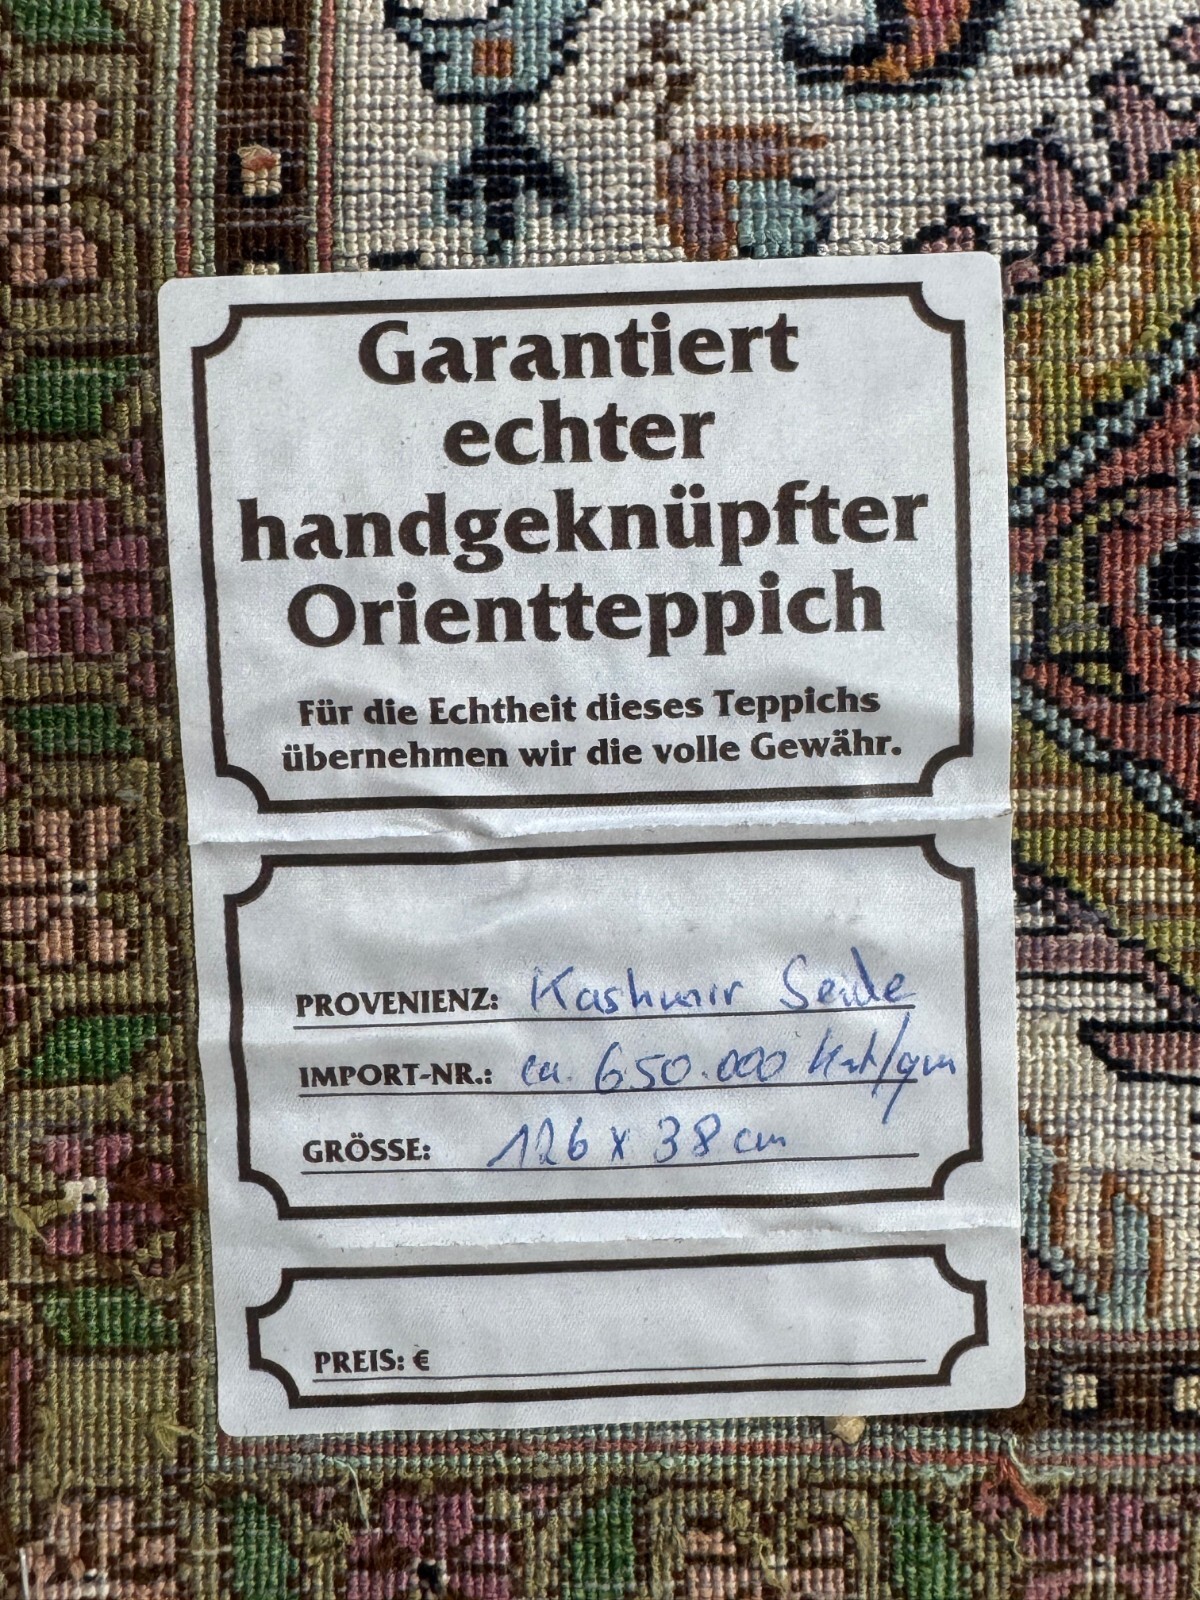 Garantiert
echter
handgeknüpfter
Orientteppich
Für die Echtheit dieses Teppichs
übernehmen wir die volle Gewähr.
PROVENIENZ: Kashmir Seide
IMPORT-NR.: ca. 650.000 Knt/qm
GRÖSSE: 126 x 38 cm
PREIS: €